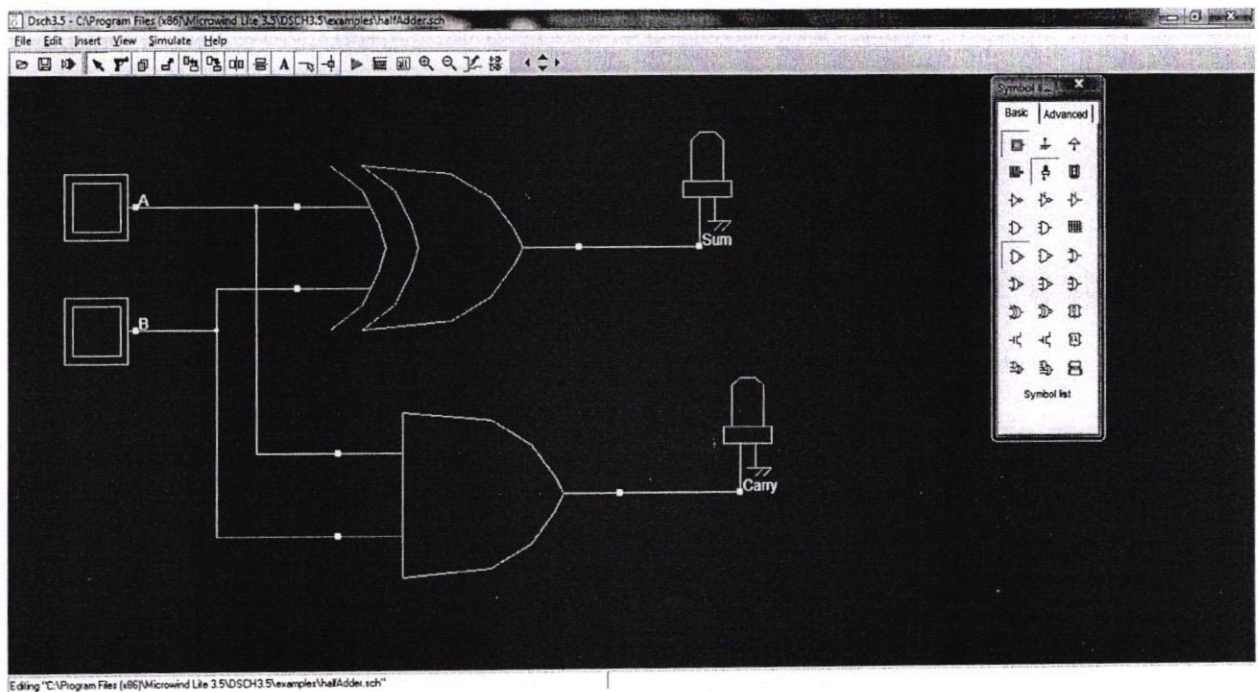 Dsch3.5 - C:\Program Files (x86)\Microwind Lite 3.5\DSCH3.5\examples\halfAdder.sch
File Edit Insert View Simulate Help
A
Symbol li...
Basic Advanced
A
Sum
B
Symbol list
Carry
Editing "C:\Program Files (x86)\Microwind Lite 3.5\DSCH3.5\examples\halfAdder.sch"